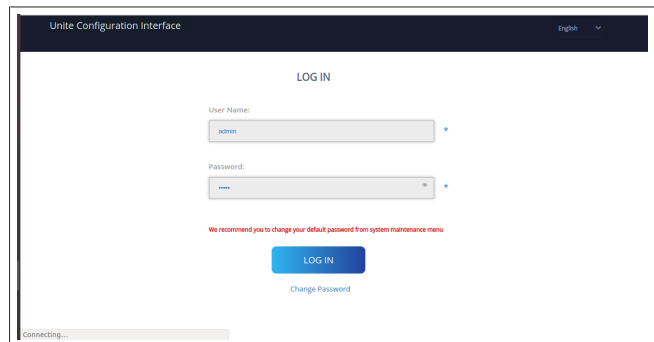 Unite Configuration Interface
English
LOG IN
User Name:
admin
*
Password:
•••••
*
We recommend you to change your default password from system maintenance menu
LOG IN
Change Password
Connecting...